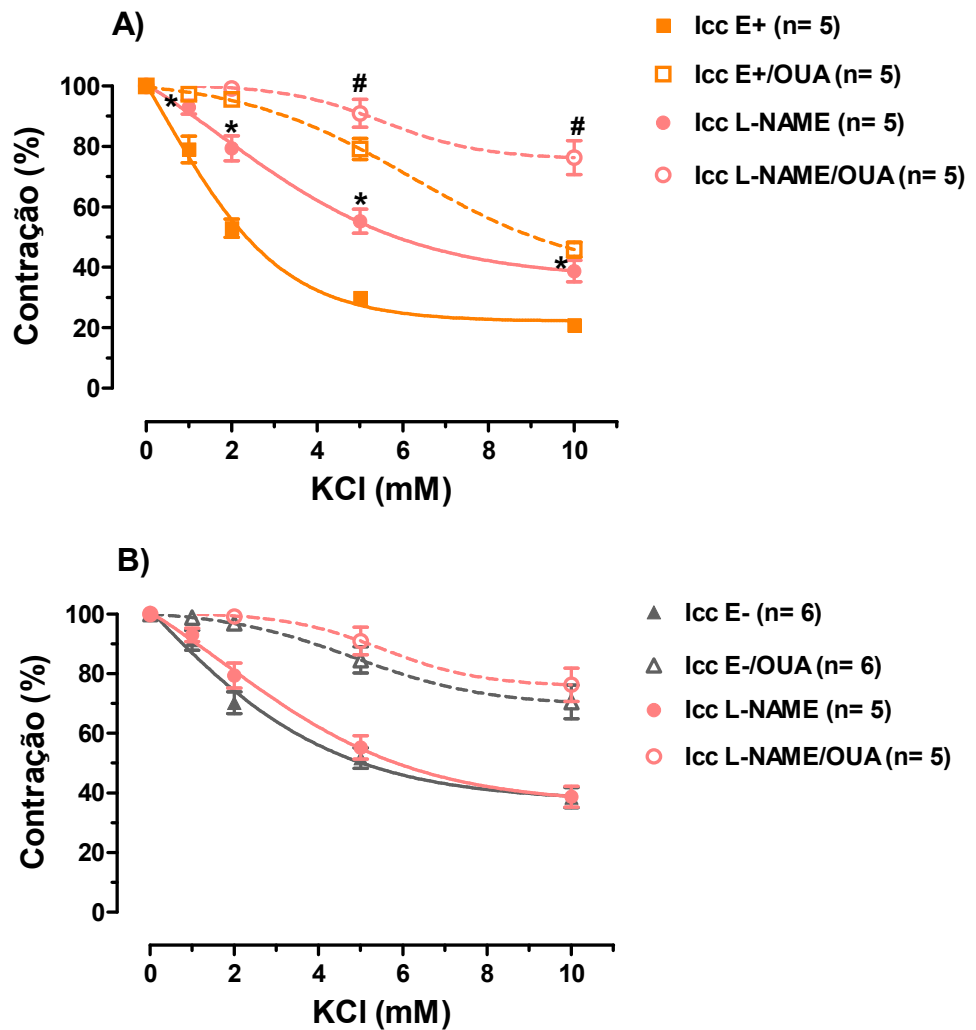 A)
Icc E+ (n= 5)
Icc E+/OUA (n= 5)
Icc L-NAME (n= 5)
Icc L-NAME/OUA (n= 5)
Contração (%)
100
80
60
40
20
0
* * * *
# #
0 2 4 6 8 10
KCl (mM)
B)
Icc E- (n= 6)
Icc E-/OUA (n= 6)
Icc L-NAME (n= 5)
Icc L-NAME/OUA (n= 5)
Contração (%)
100
80
60
40
20
0
0 2 4 6 8 10
KCl (mM)